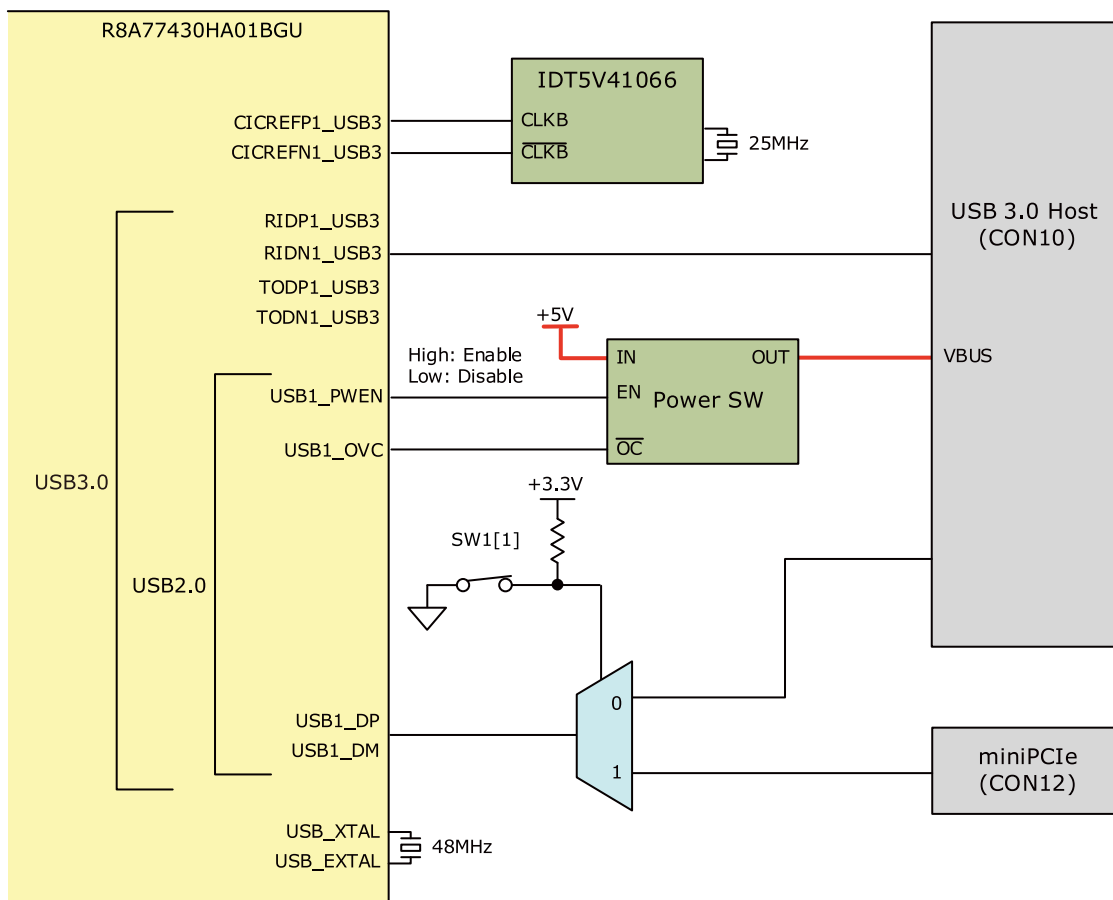 R8A77430HA01BGU
IDT5V41066
CICREFP1_USB3
CLKB
CICREFN1_USB3
CLKB
25MHz
USB 3.0 Host
(CON10)
RIDP1_USB3
RIDN1_USB3
TODP1_USB3
TODN1_USB3
+5V
High: Enable
Low: Disable
IN
OUT
VBUS
USB1_PWEN
EN
Power SW
USB1_OVC
OC
USB3.0
+3.3V
SW1[1]
USB2.0
0
USB1_DP
USB1_DM
1
miniPCIe
(CON12)
USB_XTAL
USB_EXTAL
48MHz